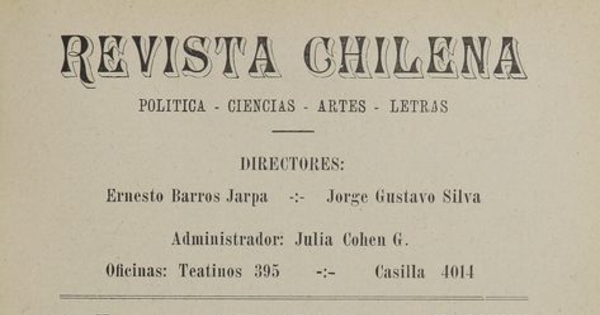 REVISTA CHILENA
POLITICA - CIENCIAS - ARTES - LETRAS
DIRECTORES:
Ernesto Barros Jarpa -:- Jorge Gustavo Silva
Administrador: Julia Cohen G.
Oficinas: Teatinos 395 -:- Casilla 4014